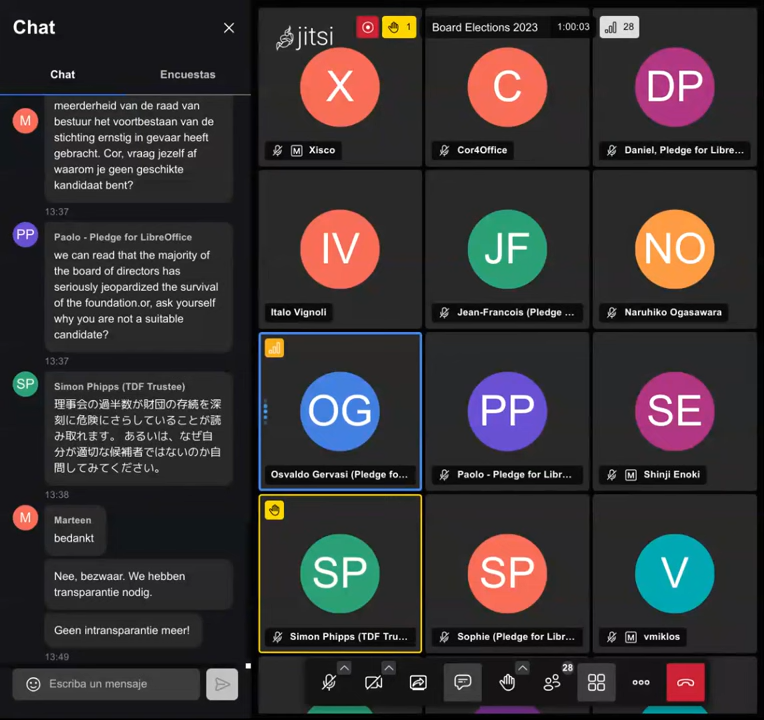 Chat
Chat
Encuestas
M
meerderheid van de raad van
bestuur het voortbestaan van de
stichting ernstig in gevaar heeft
gebracht. Cor, vraag jezelf af
waarom je geen geschikte
kandidaat bent?
13:37
PP
Paolo - Pledge for LibreOffice
we can read that the majority of
the board of directors has
seriously jeopardized the survival
of the foundation.or, ask yourself
why you are not a suitable
candidate?
13:37
SP
Simon Phipps (TDF Trustee)
理事会の過半数が財団の存続を深
刻に危険にさらしていることが読
み取れます。 あるいは、なぜ自
分が適切な候補者ではないのか自
問してみてください。
13:38
M
Marteen
bedankt
Nee, bezwaar. We hebben
transparantie nodig.
Geen intransparantie meer!
13:49
Escriba un mensaje
jitsi
1
Board Elections 2023
1:00:03
28
X
M
Xisco
C
Cor4Office
DP
Daniel, Pledge for Libre...
IV
Italo Vignoli
JF
Jean-Francois (Pledge ...
NO
Naruhiko Ogasawara
OG
Osvaldo Gervasi (Pledge fo...
PP
Paolo - Pledge for Libr...
SE
M
Shinji Enoki
SP
Simon Phipps (TDF Tru...
SP
Sophie (Pledge for Libr...
V
M
vmiklos
28